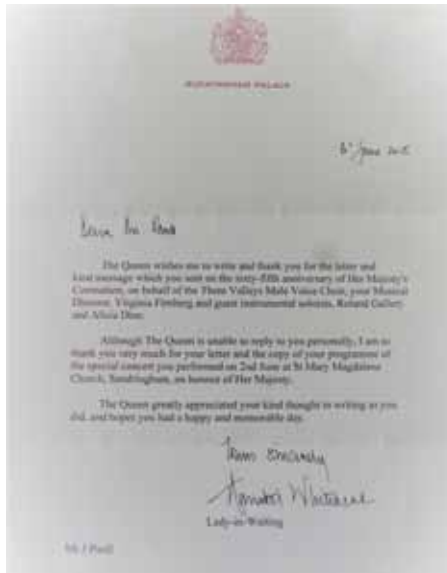 BUCKINGHAM PALACE
The Queen wishes me to write and thank you for the letter and
kind message which you sent on the sixty-fifth anniversary of Her Majesty's
Coronation, on behalf of the Three Valleys Male Voice Choir, your Musical
Director, Virginia and guest instrumental soloists, Roland Gallery
and Alicia
Although The Queen is unable to reply to you personally, I am to
thank you very much for your letter and the copy of your programme of
the special concert you performed on 2nd June at St Mary Magdalene
Church, Sandringham, on honour of Her Majesty.
The Queen greatly appreciated your kind thought in writing as you
did, and hopes you had a happy and memorable day.
Yours sincerely
Lady-in-Waiting